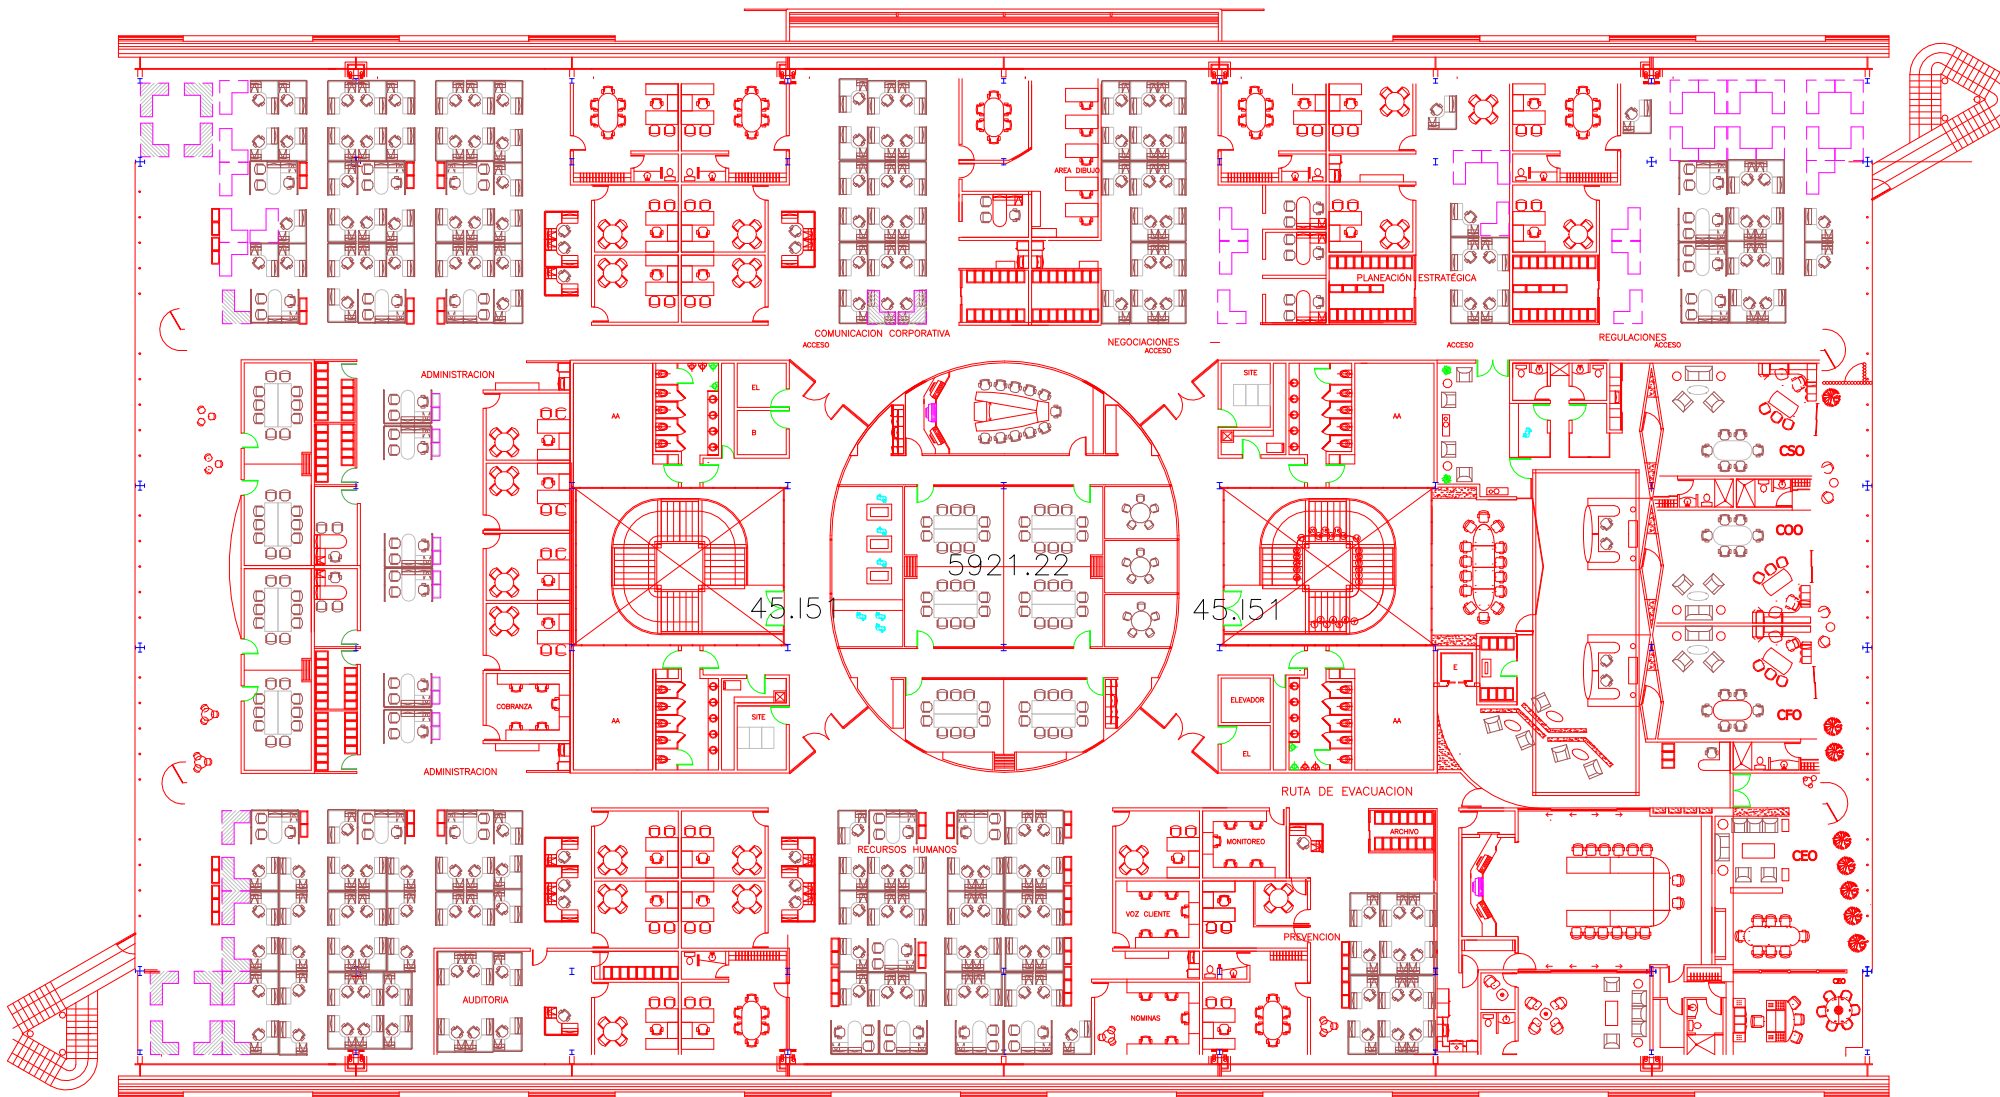 AREA DIBUJO
PLANEACIÓN ESTRATÉGICA
COMUNICACION CORPORATIVA
ACCESO
NEGOCIACIONES
ACCESO
ACCESO
REGULACIONES
ACCESO
ADMINISTRACION
SITE
EL
AA
B
AA
CSO
COO
5921.22
45.151
45.151
E
ELEVADOR
COBRANZA
SITE
AA
AA
CFO
EL
ADMINISTRACION
RUTA DE EVACUACION
ARCHIVO
MONITOREO
RECURSOS HUMANOS
CEO
VOZ CLIENTE
PREVENCION
AUDITORIA
NOMINAS